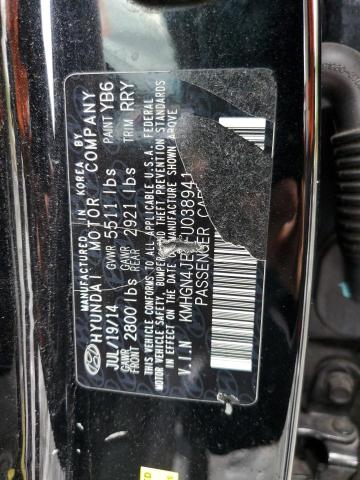 MANUFACTURED IN KOREA BY
HYUNDAI MOTOR COMPANY
JUL/19/14 GVWR 5511 lbs PAINT YB6
GAWR FRONT 2800 lbs GAWR REAR 2921 lbs TRIM RRY
THIS VEHICLE CONFORMS TO ALL APPLICABLE U.S.A. FEDERAL
MOTOR VEHICLE SAFETY, BUMPER AND THEFT PREVENTION STANDARDS
IN EFFECT ON THE DATE OF MANUFACTURE SHOWN ABOVE.
V I N
PASSENGER CAR